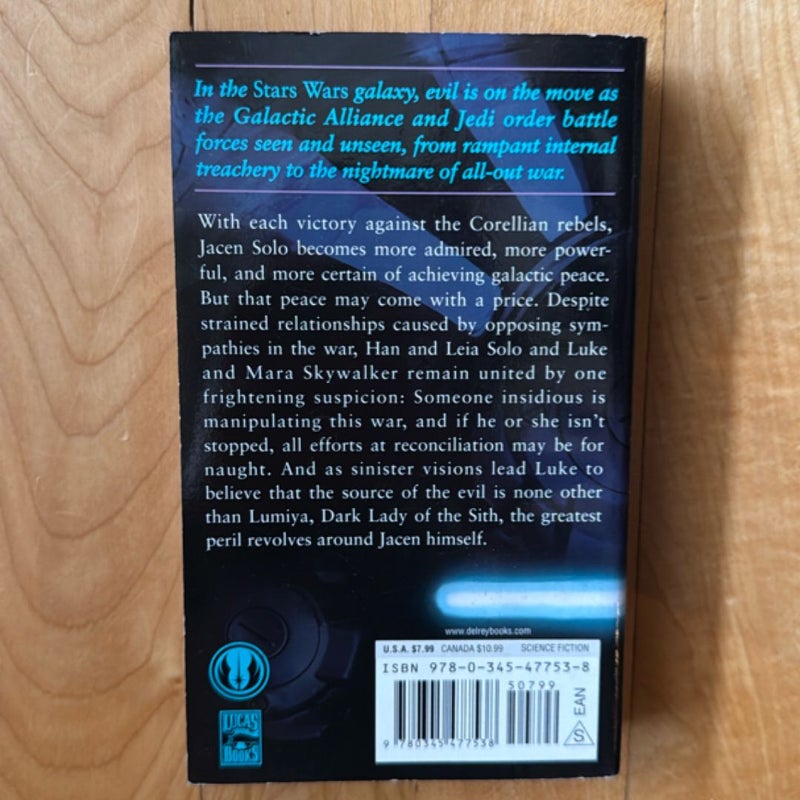 In the Stars Wars galaxy, evil is on the move as
the Galactic Alliance and Jedi order battle
forces seen and unseen, from rampant internal
treachery to the nightmare of all-out war.
With each victory against the Corellian rebels,
Jacen Solo becomes more admired, more power-
ful, and more certain of achieving galactic peace.
But that peace may come with a price. Despite
strained relationships caused by opposing sym-
pathies in the war, Han and Leia Solo and Luke
and Mara Skywalker remain united by one
frightening suspicion: Someone insidious is
manipulating this war, and if he or she isn't
stopped, all efforts at reconciliation may be for
naught. And as sinister visions lead Luke to
believe that the source of the evil is none other
than Lumiya, Dark Lady of the Sith, the greatest
peril revolves around Jacen himself.
www.delreybooks.com
U.S.A. $7.99 CANADA $10.99 SCIENCE FICTION
ISBN 978-0-345-47753-8
50799
9 780345 477538
S EAN
LUCAS
BOOKS